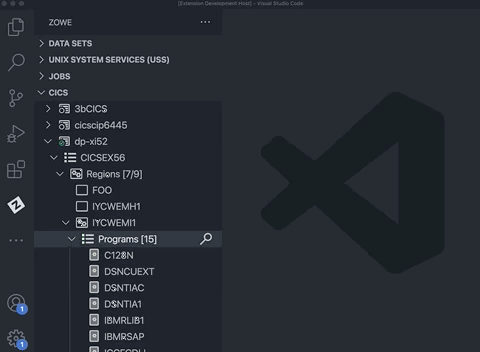 [Extension Development Host] - Visual Studio Code
ZOWE
DATA SETS
UNIX SYSTEM SERVICES (USS)
JOBS
CICS
3bCICS
cicscip6445
dp-xi52
CICSEX56
Regions [7/9]
FOO
IYCWEMH1
IYCWEMI1
Programs [15]
C128N
DSNCUEXT
DSNTIAC
DSNTIA1
IBMRLIB1
IBMRSAP
1
1